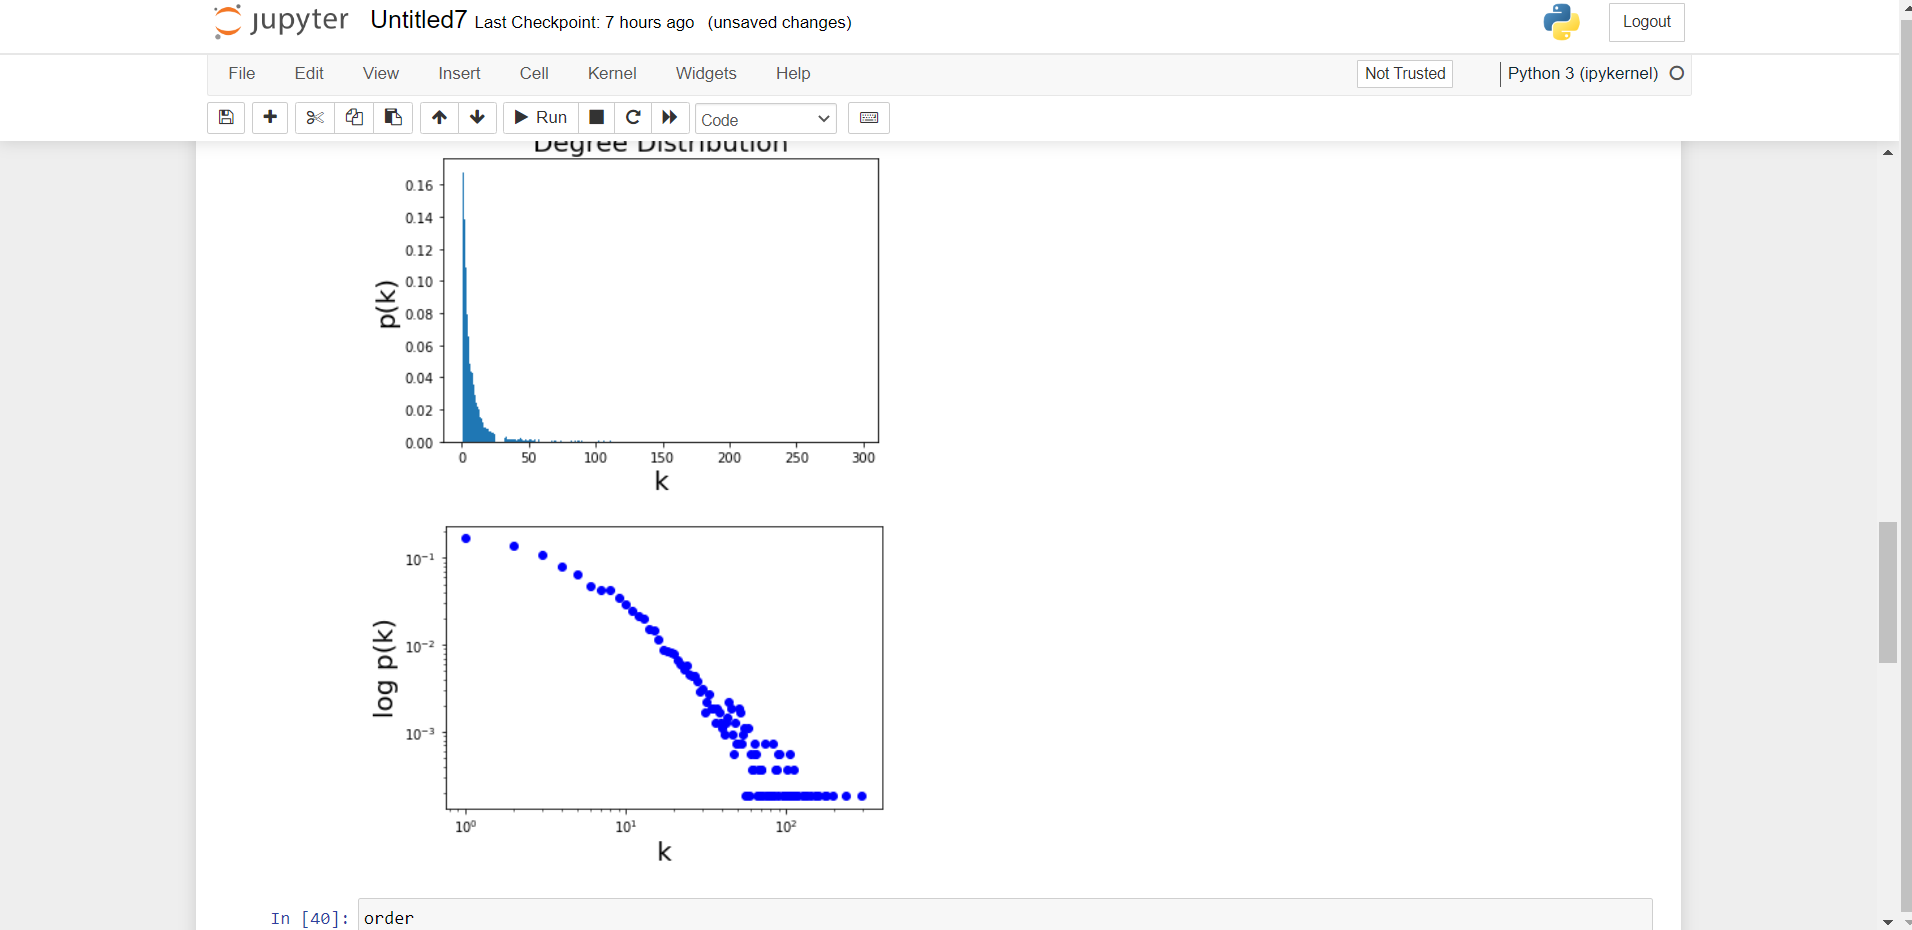 jupyter Untitled7 Last Checkpoint: 7 hours ago (unsaved changes) Logout
File Edit View Insert Cell Kernel Widgets Help Not Trusted Python 3 (ipykernel)
Run Code
Degree Distribution
0.16
0.14
0.12
0.10
0.08
0.06
0.04
0.02
0.00
p(k)
0 50 100 150 200 250 300
k
10⁻¹
10⁻²
10⁻³
log p(k)
10⁰ 10¹ 10²
k
In [40]: order